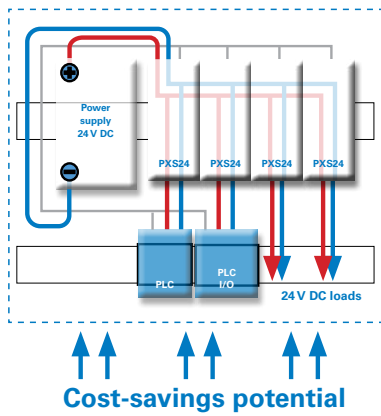 Power
supply
24 V DC
PXS24
PXS24
PXS24
PXS24
PLC
PLC
I/O
24 V DC loads
Cost-savings potential